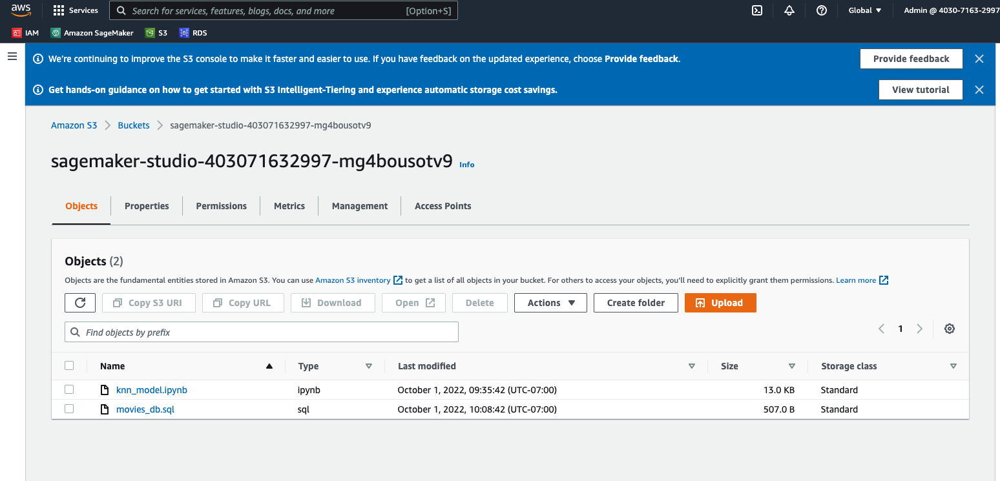 aws Services Search for services, features, blogs, docs, and more [Option+S] Global ▼ Admin @ 4030-7163-2997
IAM Amazon SageMaker S3 RDS
We're continuing to improve the S3 console to make it faster and easier to use. If you have feedback on the updated experience, choose Provide feedback. Provide feedback
Get hands-on guidance on how to get started with S3 Intelligent-Tiering and experience automatic storage cost savings. View tutorial
Amazon S3 Buckets sagemaker-studio-403071632997-mg4bousotv9
sagemaker-studio-403071632997-mg4bousotv9 Info
Objects Properties Permissions Metrics Management Access Points
Objects (2)
Objects are the fundamental entities stored in Amazon S3. You can use Amazon S3 inventory to get a list of all objects in your bucket. For others to access your objects, you'll need to explicitly grant them permissions. Learn more
Copy S3 URI Copy URL Download Open Delete Actions ▼ Create folder Upload
Find objects by prefix 1
Name Type Last modified Size Storage class
knn_model.ipynb ipynb October 1, 2022, 09:35:42 (UTC-07:00) 13.0 KB Standard
movies_db.sql sql October 1, 2022, 10:08:42 (UTC-07:00) 507.0 B Standard